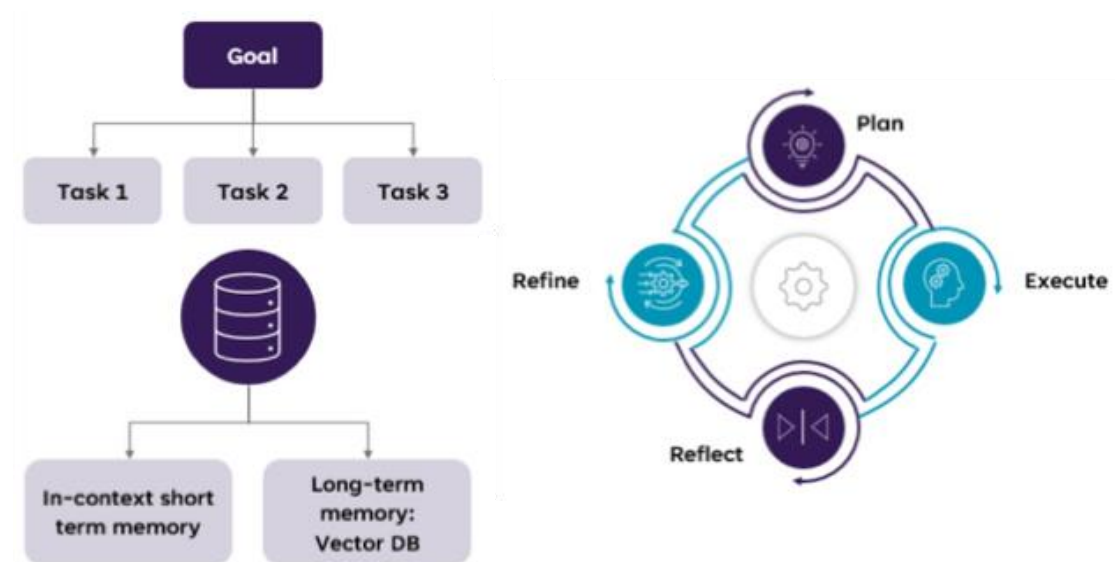 Goal
Task 1
Task 2
Task 3
In-context short
term memory
Long-term
memory:
Vector DB
Plan
Execute
Reflect
Refine